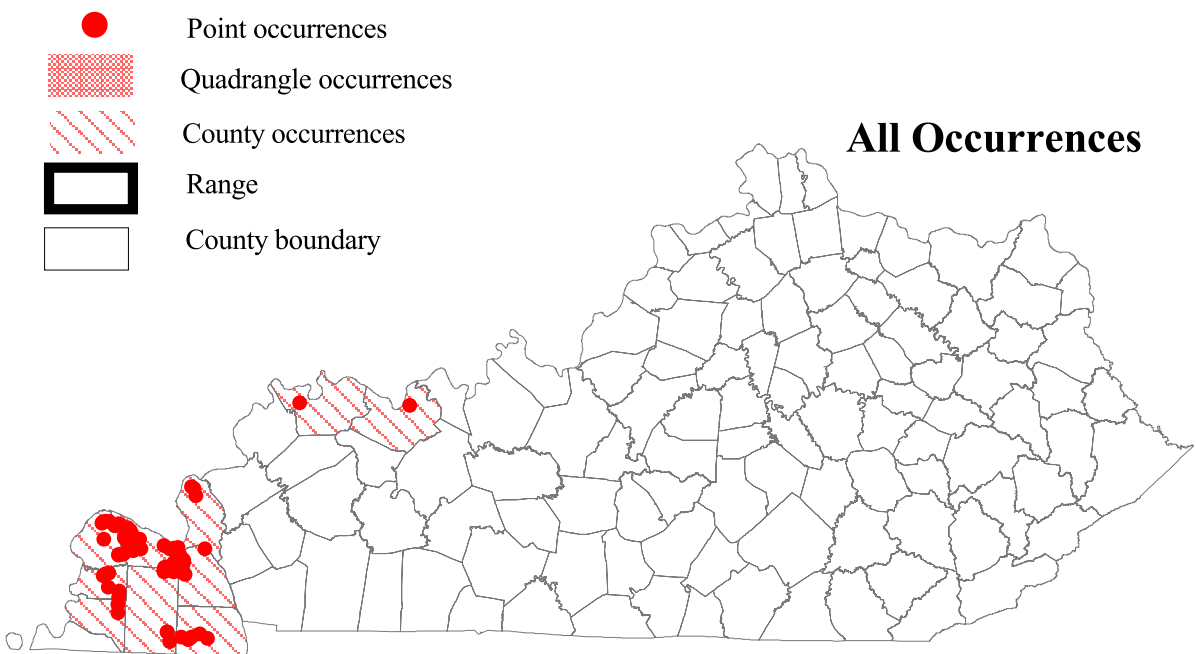 Point occurrences
Quadrangle occurrences
County occurrences
All Occurrences
Range
County boundary